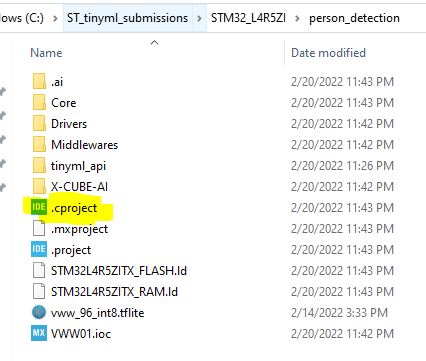 ows (C:) > ST_tinyml_submissions > STM32_L4R5ZI > person_detection
Name Date modified
.ai 2/20/2022 11:43 PM
Core 2/20/2022 11:43 PM
Drivers 2/20/2022 11:42 PM
Middlewares 2/20/2022 11:42 PM
tinyml_api 2/20/2022 11:26 PM
X-CUBE-AI 2/20/2022 11:42 PM
IDE .cproject 2/20/2022 11:43 PM
.mxproject 2/20/2022 11:42 PM
IDE .project 2/20/2022 11:42 PM
STM32L4R5ZITX_FLASH.ld 2/20/2022 11:43 PM
STM32L4R5ZITX_RAM.ld 2/20/2022 11:43 PM
vww_96_int8.tflite 2/14/2022 3:33 PM
MX VWW01.ioc 2/20/2022 11:42 PM